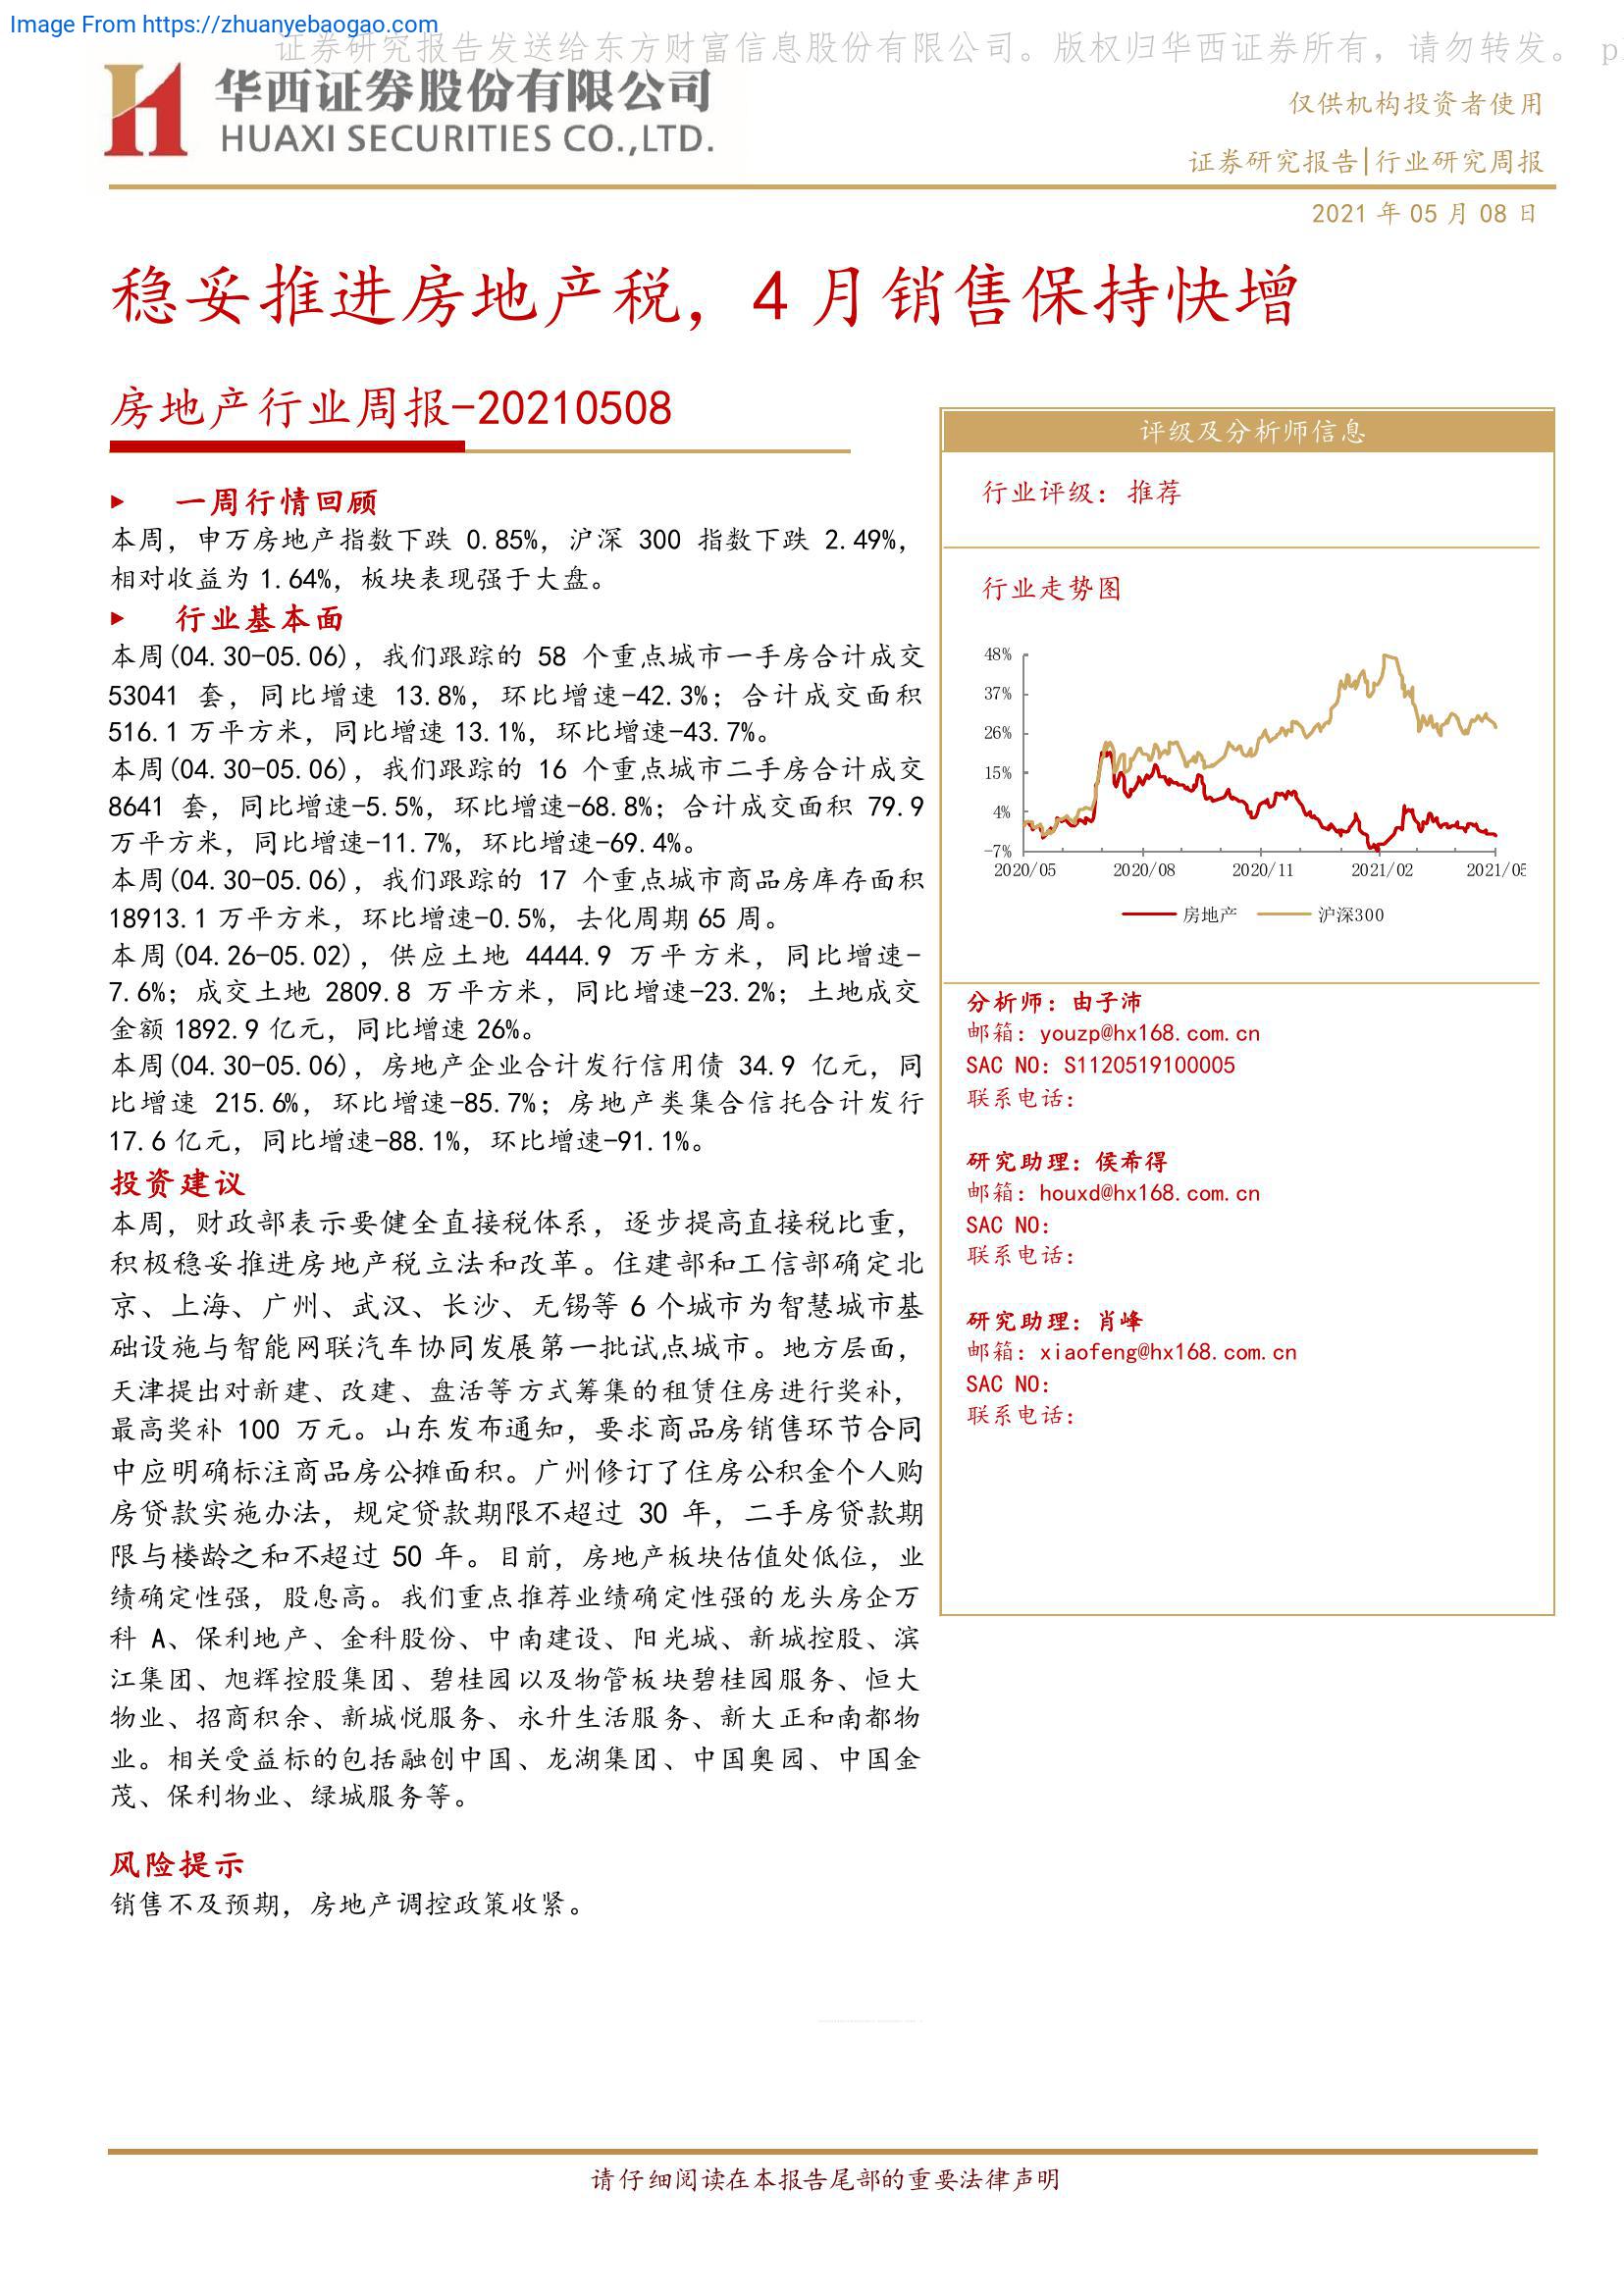 Image From https://zhuanyebaogao.com
证券研究报告发送给东方财富信息股份有限公司。版权归华西证券所有，请勿转发。 p
华西证券股份有限公司
HUAXI SECURITIES CO.,LTD.
仅供机构投资者使用
证券研究报告|行业研究周报
2021 年 05 月 08 日
稳妥推进房地产税，4 月销售保持快增
房地产行业周报-20210508
一周行情回顾
本周，申万房地产指数下跌 0.85%，沪深 300 指数下跌 2.49%，
相对收益为 1.64%，板块表现强于大盘。
行业基本面
本周(04.30-05.06)，我们跟踪的 58 个重点城市一手房合计成交
53041 套，同比增速 13.8%，环比增速-42.3%；合计成交面积
516.1 万平方米，同比增速 13.1%，环比增速-43.7%。
本周(04.30-05.06)，我们跟踪的 16 个重点城市二手房合计成交
8641 套，同比增速-5.5%，环比增速-68.8%；合计成交面积 79.9
万平方米，同比增速-11.7%，环比增速-69.4%。
本周(04.30-05.06)，我们跟踪的 17 个重点城市商品房库存面积
18913.1 万平方米，环比增速-0.5%，去化周期 65 周。
本周(04.26-05.02)，供应土地 4444.9 万平方米，同比增速-
7.6%；成交土地 2809.8 万平方米，同比增速-23.2%；土地成交
金额 1892.9 亿元，同比增速 26%。
本周(04.30-05.06)，房地产企业合计发行信用债 34.9 亿元，同
比增速 215.6%，环比增速-85.7%；房地产类集合信托合计发行
17.6 亿元，同比增速-88.1%，环比增速-91.1%。
投资建议
本周，财政部表示要健全直接税体系，逐步提高直接税比重，
积极稳妥推进房地产税立法和改革。住建部和工信部确定北
京、上海、广州、武汉、长沙、无锡等 6 个城市为智慧城市基
础设施与智能网联汽车协同发展第一批试点城市。地方层面，
天津提出对新建、改建、盘活等方式筹集的租赁住房进行奖补，
最高奖补 100 万元。山东发布通知，要求商品房销售环节合同
中应明确标注商品房公摊面积。广州修订了住房公积金个人购
房贷款实施办法，规定贷款期限不超过 30 年，二手房贷款期
限与楼龄之和不超过 50 年。目前，房地产板块估值处低位，业
绩确定性强，股息高。我们重点推荐业绩确定性强的龙头房企万
科 A、保利地产、金科股份、中南建设、阳光城、新城控股、滨
江集团、旭辉控股集团、碧桂园以及物管板块碧桂园服务、恒大
物业、招商积余、新城悦服务、永升生活服务、新大正和南都物
业。相关受益标的包括融创中国、龙湖集团、中国奥园、中国金
茂、保利物业、绿城服务等。
风险提示
销售不及预期，房地产调控政策收紧。
评级及分析师信息
行业评级：推荐
行业走势图
48%
37%
26%
15%
4%
-7%
2020/05 2020/08 2020/11 2021/02 2021/05
房地产 沪深300
分析师：由子沛
邮箱：youzp@hx168.com.cn
SAC NO：S1120519100005
联系电话：
研究助理：侯希得
邮箱：houxd@hx168.com.cn
SAC NO：
联系电话：
研究助理：肖峰
邮箱：xiaofeng@hx168.com.cn
SAC NO：
联系电话：
请仔细阅读在本报告尾部的重要法律声明